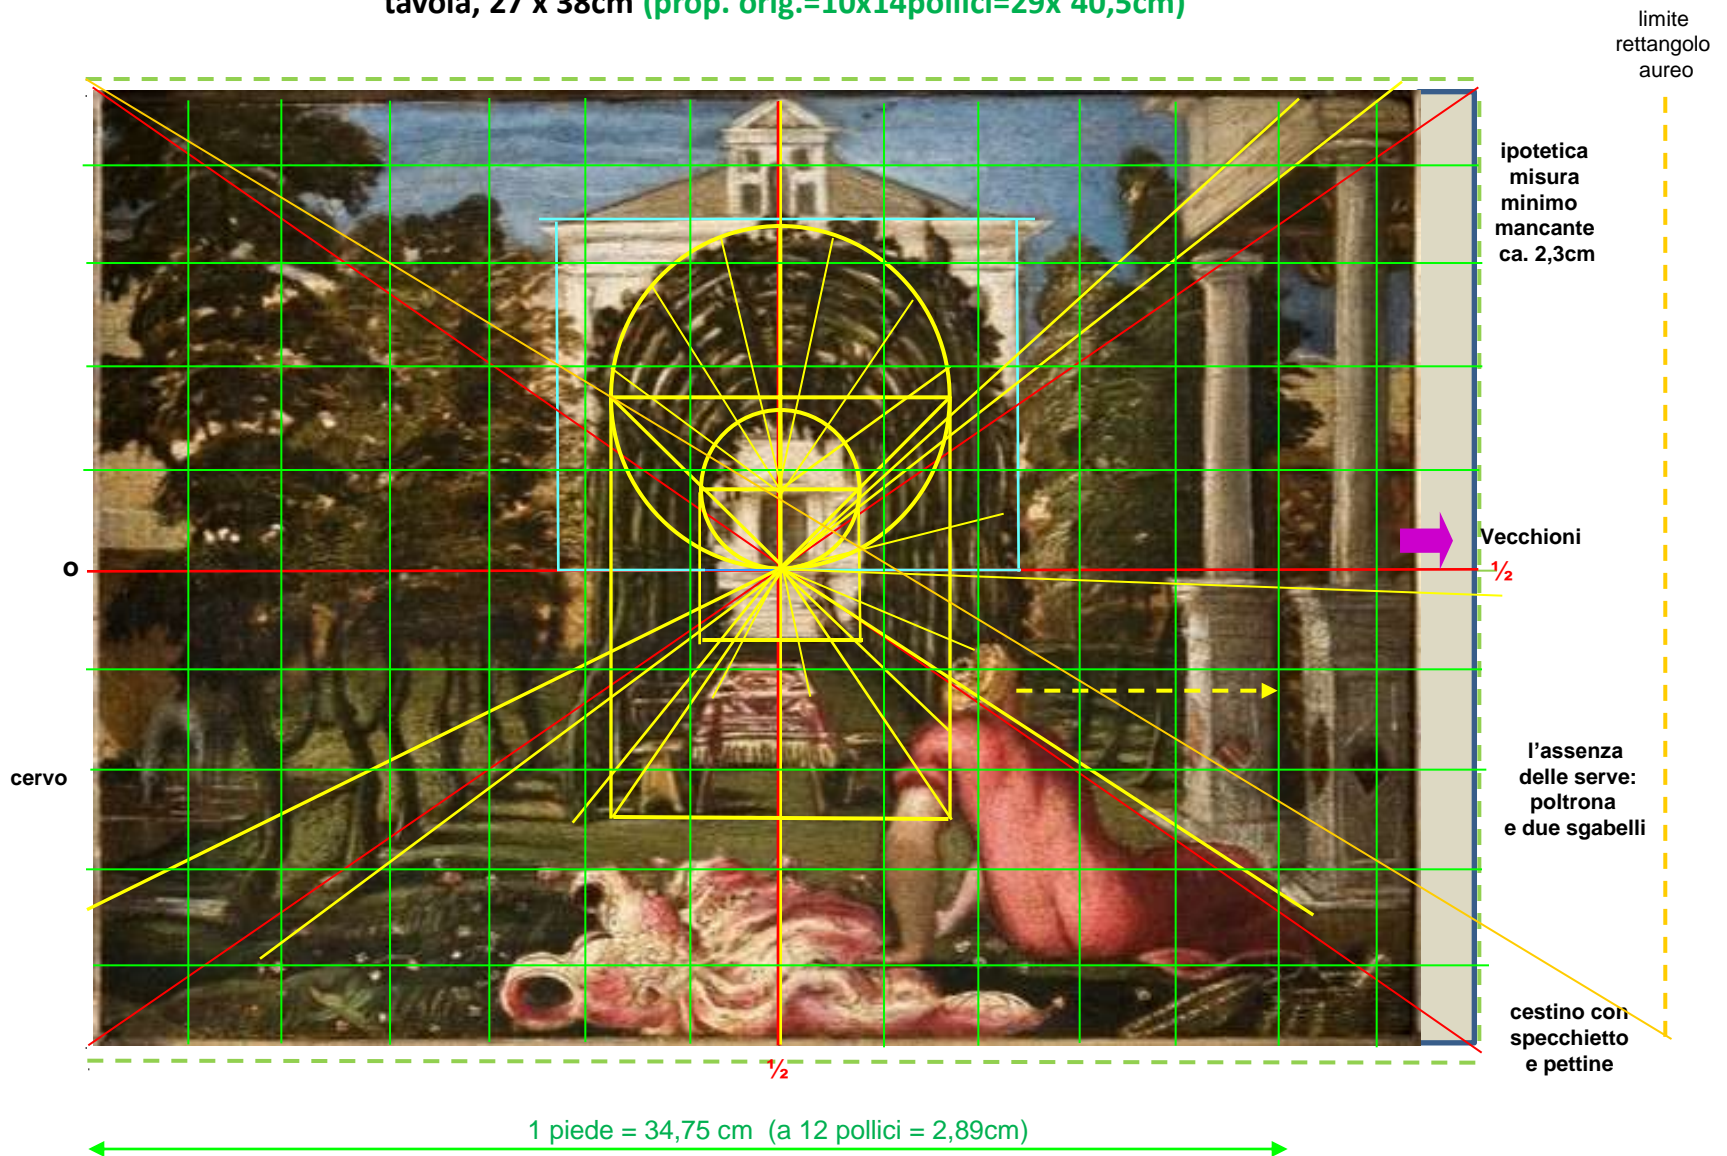 tavola, 27 x 38cm (prop. orig.=10x14pollici=29x 40,5cm)
limite
rettangolo
aureo
ipotetica
misura
minimo
mancante
ca. 2,3cm
Vecchioni
O
½
cervo
l'assenza
delle serve:
poltrona
e due sgabelli
cestino con
specchietto
e pettine
½
1 piede = 34,75 cm (a 12 pollici = 2,89cm)